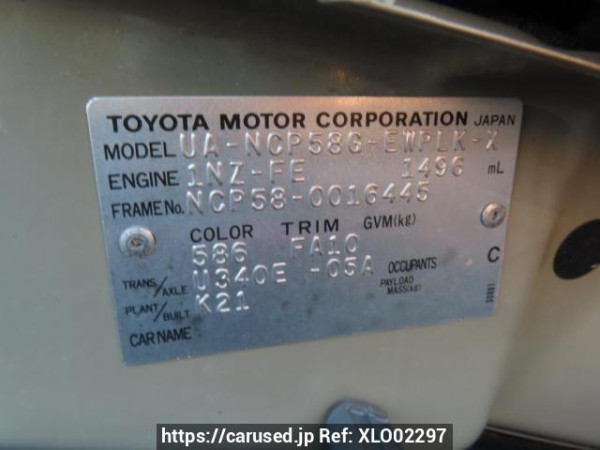 TOYOTA MOTOR CORPORATION JAPAN
MODEL UA-NCP58G-EWPLK-X
ENGINE 1NZ-FE 1496 mL
FRAME No. NCP58-0016445
COLOR TRIM GVM(kg)
586 FA10 C
TRANS/AXLE U340E -05A OCCUPANTS
PLANT/BUILT K21 PAYLOAD MASS(kg)
CAR NAME
https://carused.jp Ref: XLO02297